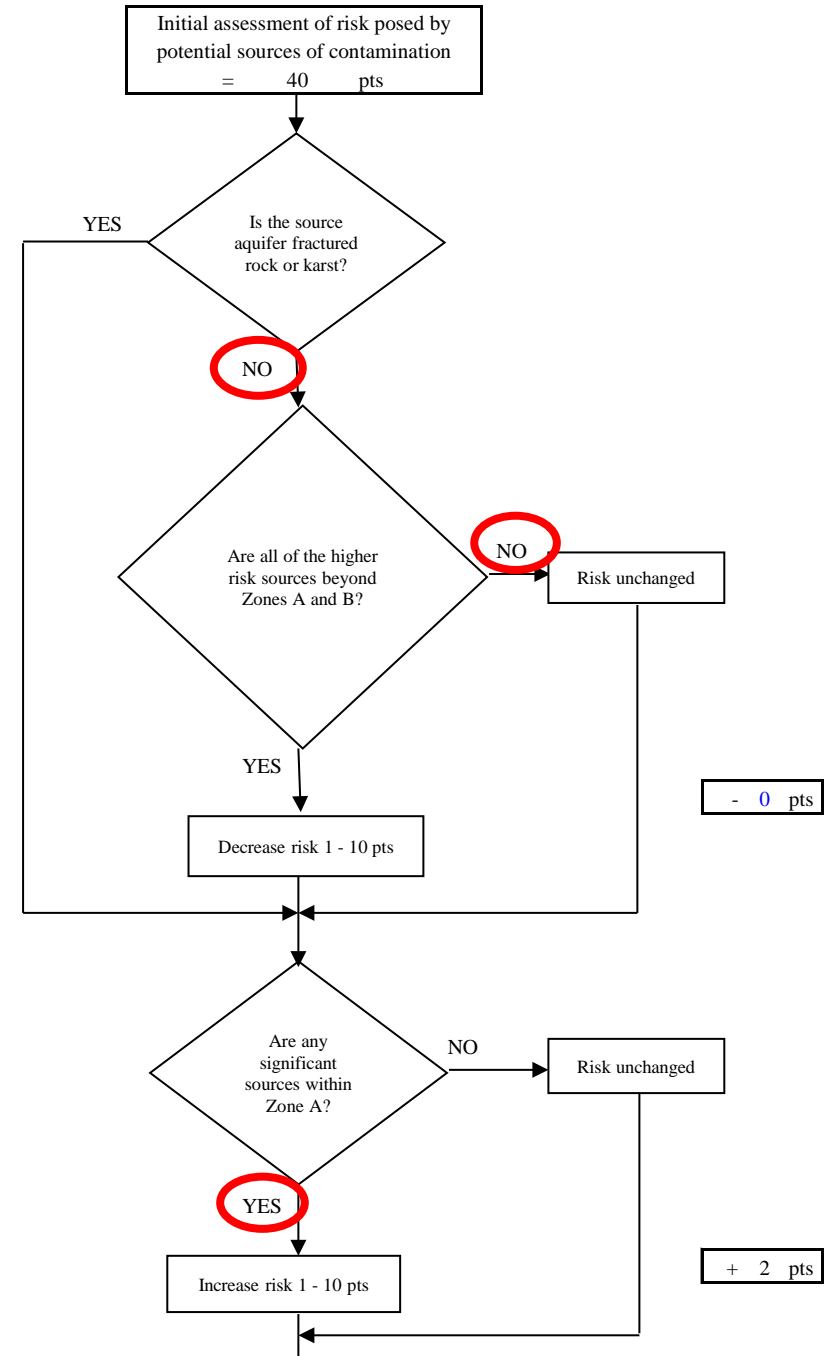 Initial assessment of risk posed by
potential sources of contamination
= 40 pts
YES
Is the source
aquifer fractured
rock or karst?
NO
Are all of the higher
risk sources beyond
Zones A and B?
NO
Risk unchanged
YES
- 0 pts
Decrease risk 1 - 10 pts
Are any
significant
sources within
Zone A?
NO
Risk unchanged
YES
+ 2 pts
Increase risk 1 - 10 pts